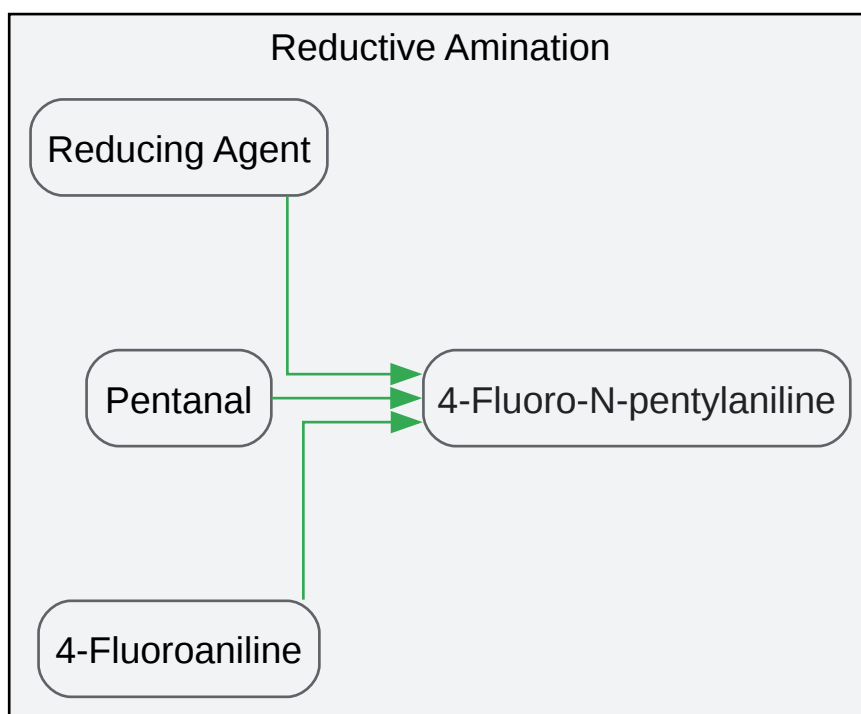 Reductive Amination
Reducing Agent
Pentanal
4-Fluoro-N-pentylaniline
4-Fluoroaniline